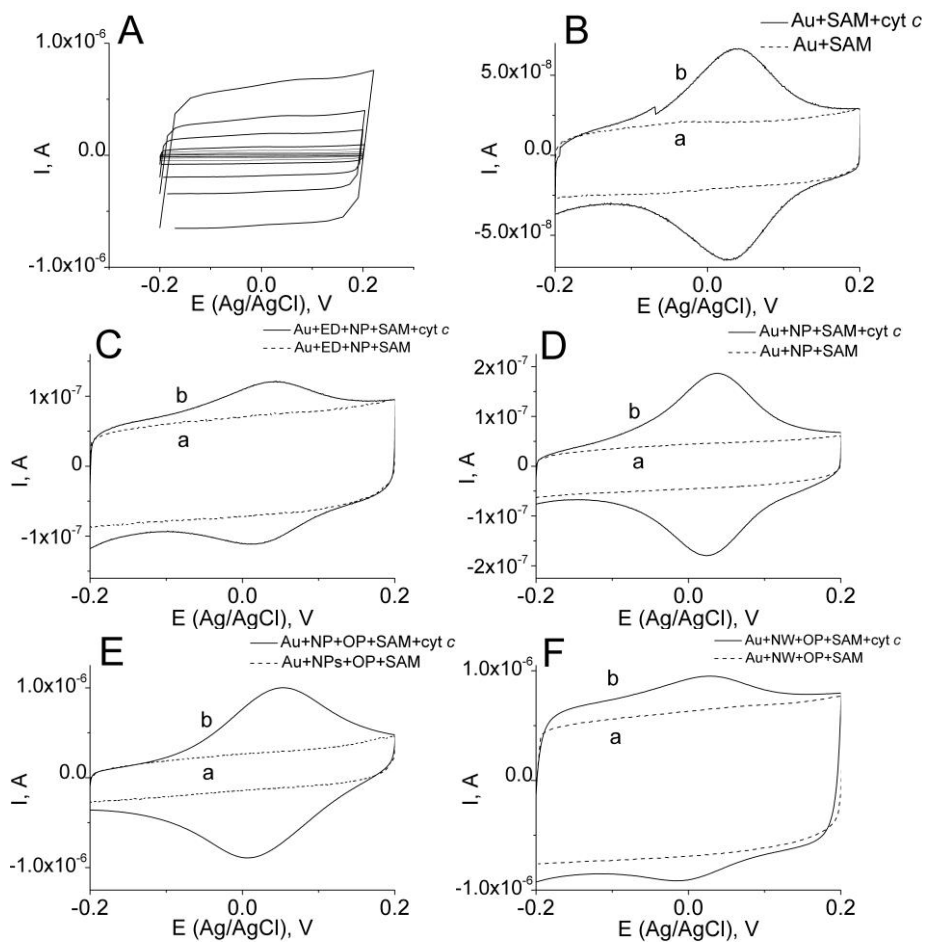 A
1.0x10⁻⁶
0.0
-1.0x10⁻⁶
I, A
-0.2 0.0 0.2
E (Ag/AgCl), V
B
Au+SAM+cyt c
Au+SAM
5.0x10⁻⁸
0.0
-5.0x10⁻⁸
I, A
b
a
-0.2 0.0 0.2
E (Ag/AgCl), V
C
Au+ED+NP+SAM+cyt c
Au+ED+NP+SAM
1x10⁻⁷
0
-1x10⁻⁷
I, A
b
a
-0.2 0.0 0.2
E (Ag/AgCl), V
D
Au+NP+SAM+cyt c
Au+NP+SAM
2x10⁻⁷
1x10⁻⁷
0
-1x10⁻⁷
-2x10⁻⁷
I, A
b
a
-0.2 0.0 0.2
E (Ag/AgCl), V
E
Au+NP+OP+SAM+cyt c
Au+NPs+OP+SAM
1.0x10⁻⁶
0.0
-1.0x10⁻⁶
I, A
b
a
-0.2 0.0 0.2
E (Ag/AgCl), V
F
Au+NW+OP+SAM+cyt c
Au+NW+OP+SAM
1.0x10⁻⁶
0.0
-1.0x10⁻⁶
I, A
b
a
-0.2 0.0 0.2
E (Ag/AgCl), V